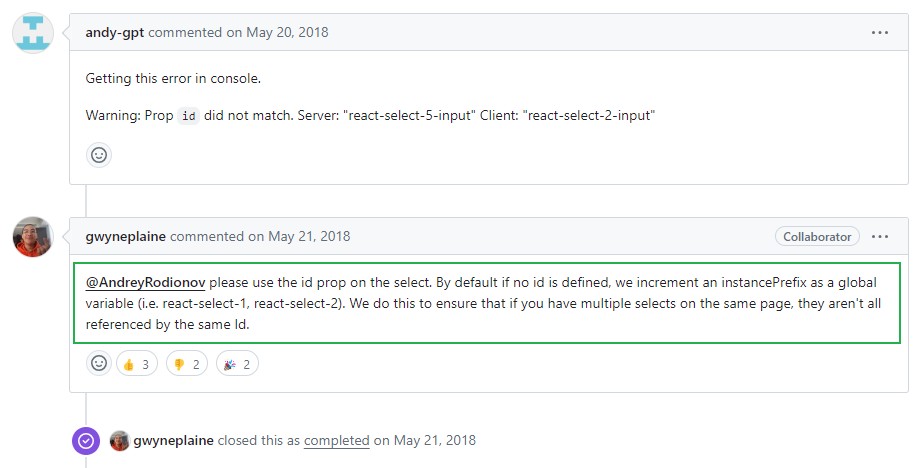 andy-gpt commented on May 20, 2018
Getting this error in console.
Warning: Prop id did not match. Server: "react-select-5-input" Client: "react-select-2-input"
gwyneplaine commented on May 21, 2018 Collaborator
@AndreyRodionov please use the id prop on the select. By default if no id is defined, we increment an instancePrefix as a global
variable (i.e. react-select-1, react-select-2). We do this to ensure that if you have multiple selects on the same page, they aren't all
referenced by the same Id.
👍 3 👎 2 🎉 2
gwyneplaine closed this as completed on May 21, 2018